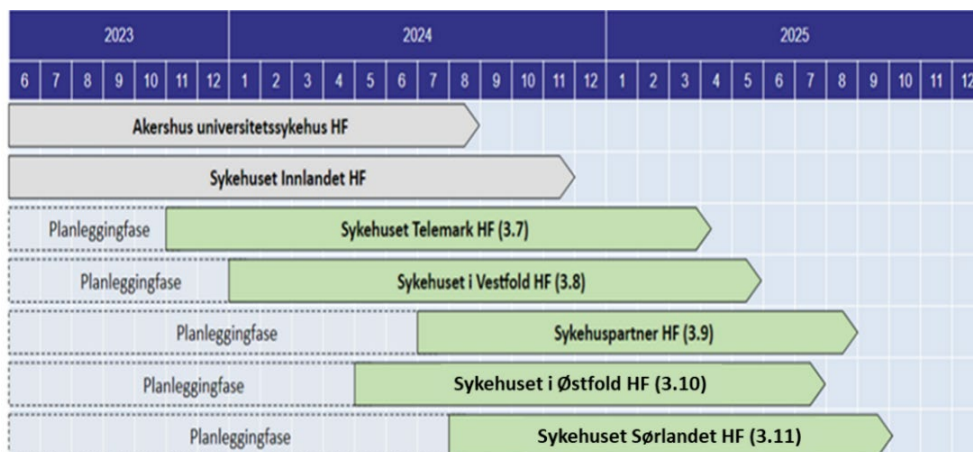 2023 2024 2025
6 7 8 9 10 11 12 1 2 3 4 5 6 7 8 9 10 11 12 1 2 3 4 5 6 7 8 9 10 11 12
Akershus universitetssykehus HF
Sykehuset Innlandet HF
Planleggingfase Sykehuset Telemark HF (3.7)
Planleggingfase Sykehuset i Vestfold HF (3.8)
Planleggingfase Sykehuspartner HF (3.9)
Planleggingfase Sykehuset i Østfold HF (3.10)
Planleggingfase Sykehuset Sørlandet HF (3.11)